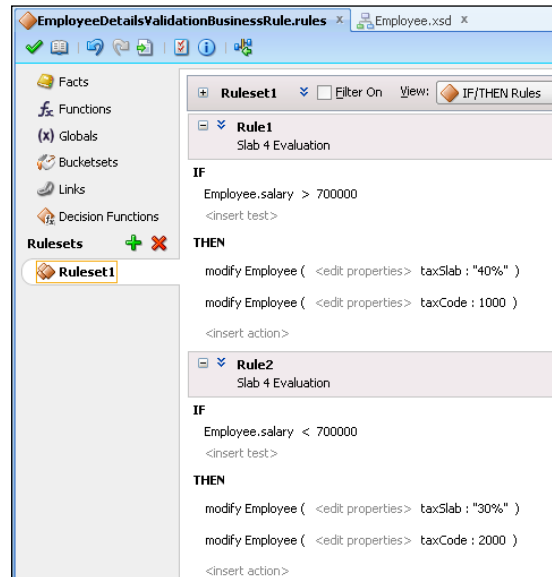 EmployeeDetailsValidationBusinessRule.rules x Employee.xsd x
Facts
Functions
Globals
Bucketsets
Links
Decision Functions
Rulesets
Ruleset1
Ruleset1 Filter On View: IF/THEN Rules
Rule1
Slab 4 Evaluation
IF
Employee.salary > 700000
<insert test>
THEN
modify Employee ( <edit properties> taxSlab : "40%" )
modify Employee ( <edit properties> taxCode : 1000 )
<insert action>
Rule2
Slab 4 Evaluation
IF
Employee.salary < 700000
<insert test>
THEN
modify Employee ( <edit properties> taxSlab : "30%" )
modify Employee ( <edit properties> taxCode : 2000 )
<insert action>